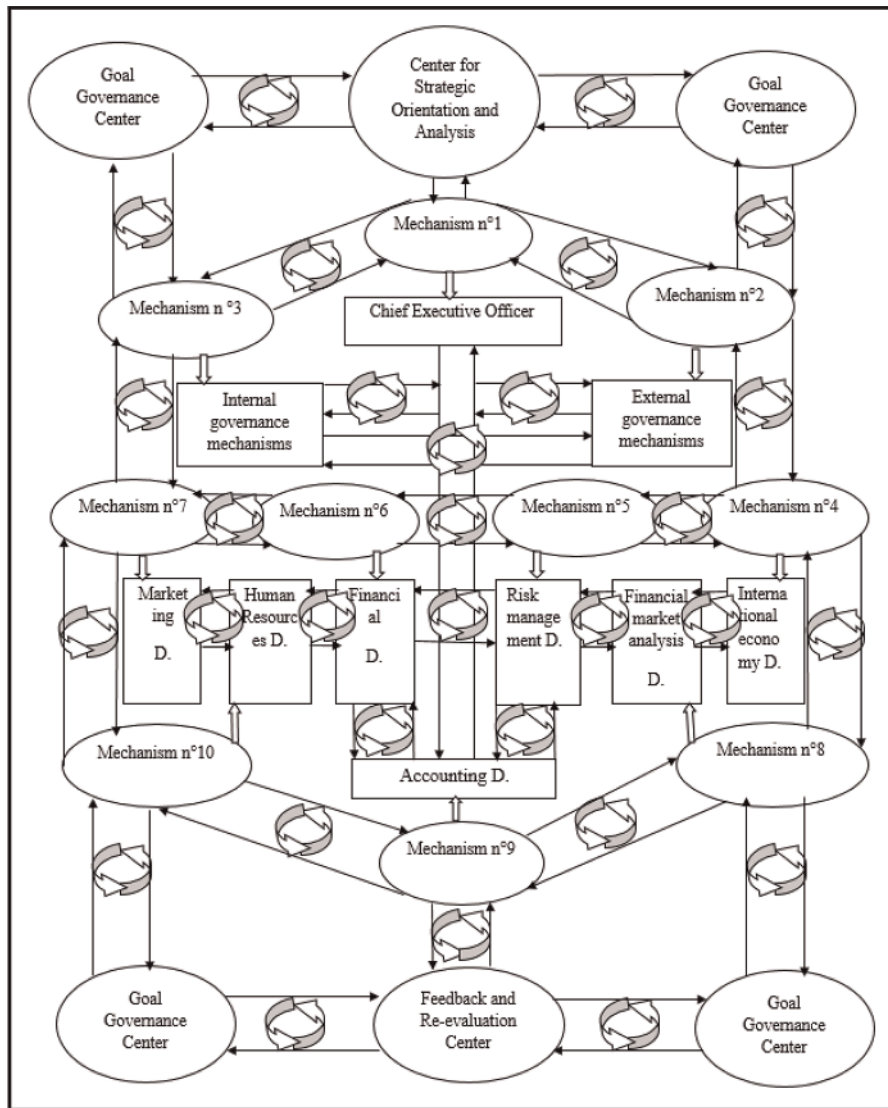 Goal
Governance
Center
Center for
Strategic
Orientation and
Analysis
Goal
Governance
Center
Mechanism n°1
Mechanism n °3
Mechanism n°2
Chief Executive Officer
Internal
governance
mechanisms
External
governance
mechanisms
Mechanism n°7
Mechanism n°6
Mechanism n°5
Mechanism n°4
Market
ing
D.
Human
Resourc
es D.
Financi
al
D.
Risk
manage
ment D.
Financial
market
analysis
D.
Interna
tional
econo
my D.
Mechanism n°10
Accounting D.
Mechanism n°8
Mechanism n°9
Goal
Governance
Center
Feedback and
Re-evaluation
Center
Goal
Governance
Center